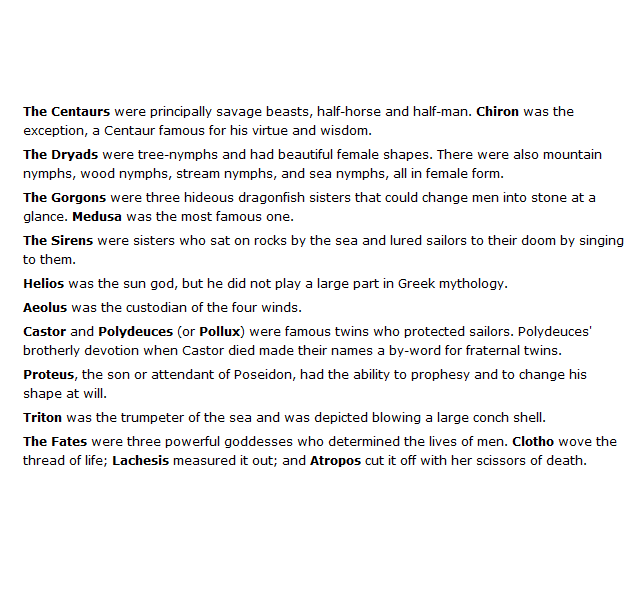 The Centaurs were principally savage beasts, half-horse and half-man. Chiron was the
exception, a Centaur famous for his virtue and wisdom.
The Dryads were tree-nymphs and had beautiful female shapes. There were also mountain
nymphs, wood nymphs, stream nymphs, and sea nymphs, all in female form.
The Gorgons were three hideous dragonfish sisters that could change men into stone at a
glance. Medusa was the most famous one.
The Sirens were sisters who sat on rocks by the sea and lured sailors to their doom by singing
to them.
Helios was the sun god, but he did not play a large part in Greek mythology.
Aeolus was the custodian of the four winds.
Castor and Polydeuces (or Pollux) were famous twins who protected sailors. Polydeuces'
brotherly devotion when Castor died made their names a by-word for fraternal twins.
Proteus, the son or attendant of Poseidon, had the ability to prophesy and to change his
shape at will.
Triton was the trumpeter of the sea and was depicted blowing a large conch shell.
The Fates were three powerful goddesses who determined the lives of men. Clotho wove the
thread of life; Lachesis measured it out; and Atropos cut it off with her scissors of death.